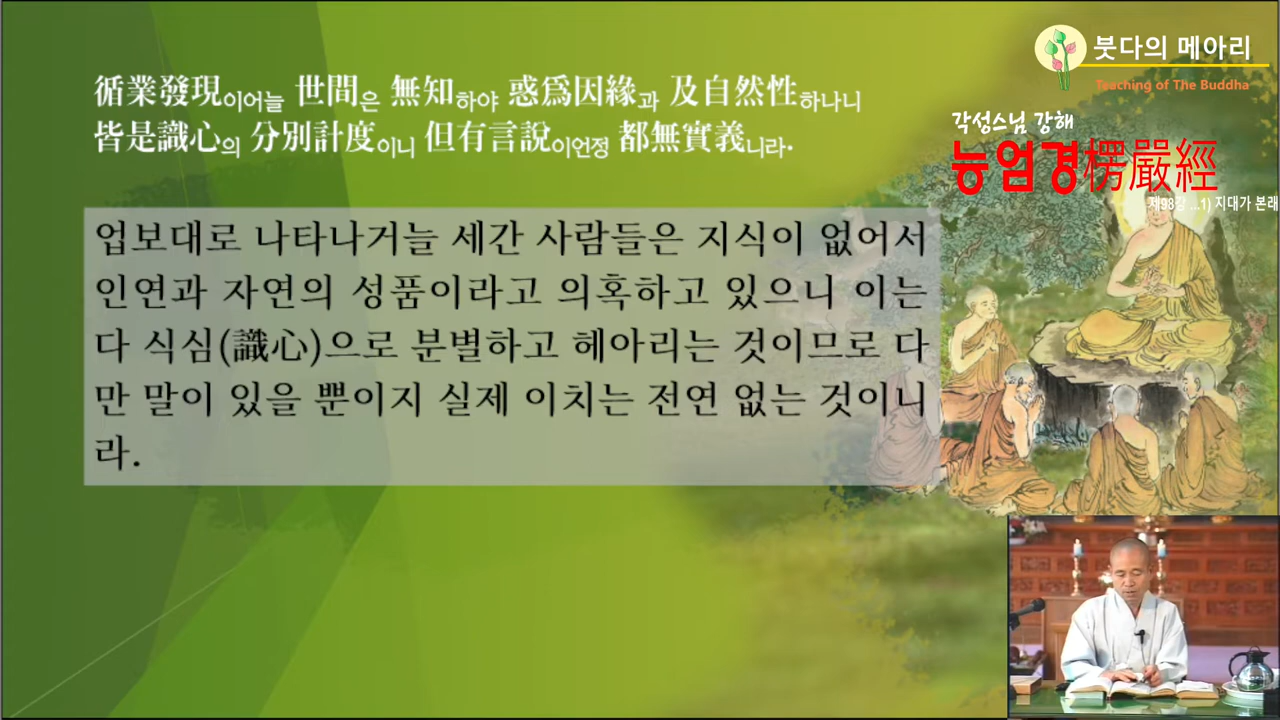 循業發現이어늘 世間은 無知하야 惑爲因緣과 及自然性하나니
皆是識心의 分別計度이니 但有言說이언정 都無實義니라.
업보대로 나타나거늘 세간 사람들은 지식이 없어서
인연과 자연의 성품이라고 의혹하고 있으니 이는
다 식심(識心)으로 분별하고 헤아리는 것이므로 다
만 말이 있을 뿐이지 실제 이치는 전연 없는 것이니
라.
붓다의 메아리
Teaching of The Buddha
각성스님 강해
능엄경楞嚴經
제98강 ...1) 지대가 본래